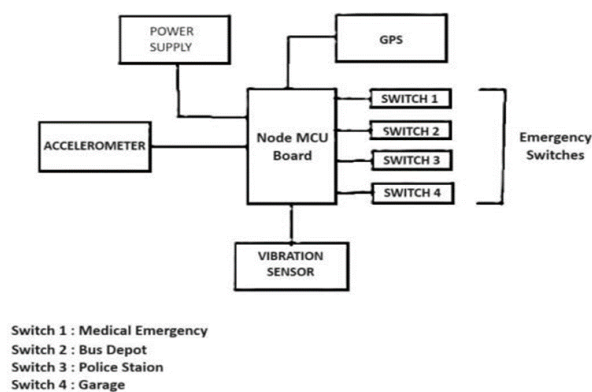 POWER
SUPPLY
GPS
ACCELEROMETER
Node MCU
Board
SWITCH 1
SWITCH 2
SWITCH 3
SWITCH 4
Emergency
Switches
VIBRATION
SENSOR
Switch 1 : Medical Emergency
Switch 2 : Bus Depot
Switch 3 : Police Staion
Switch 4 : Garage